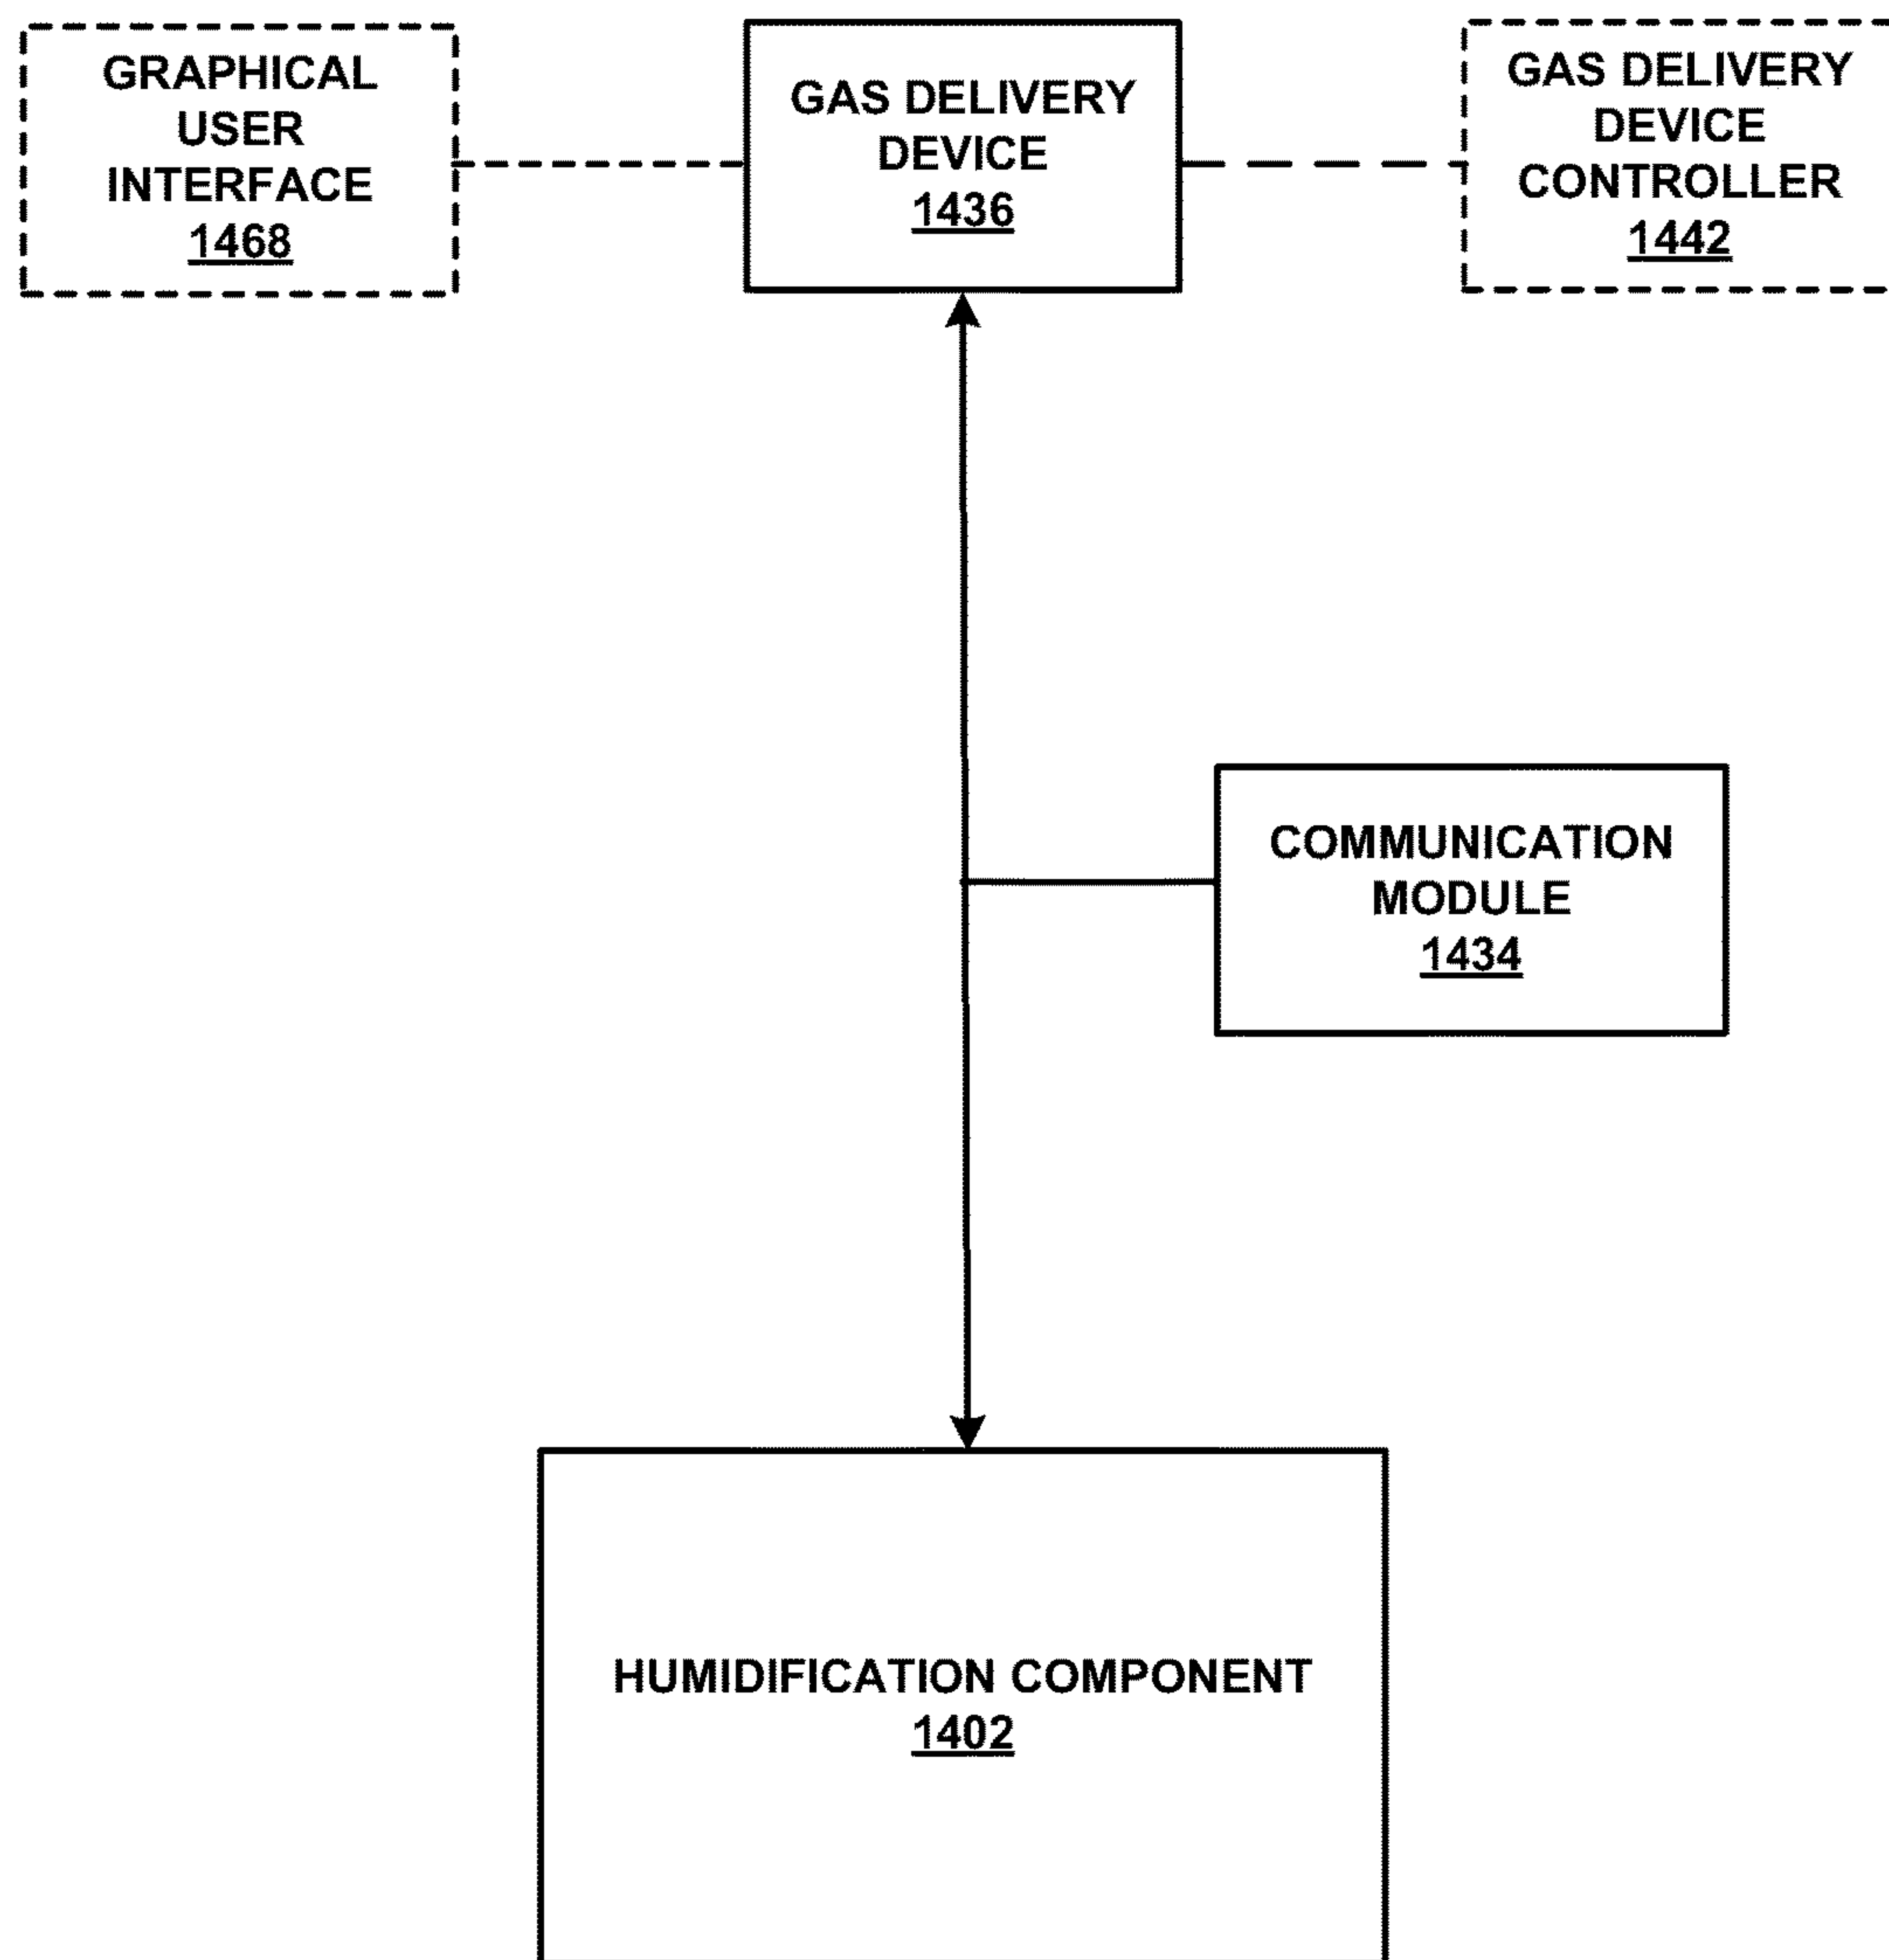 GRAPHICAL
USER
INTERFACE
1468
GAS DELIVERY
DEVICE
1436
GAS DELIVERY
DEVICE
CONTROLLER
1442
COMMUNICATION
MODULE
1434
HUMIDIFICATION COMPONENT
1402